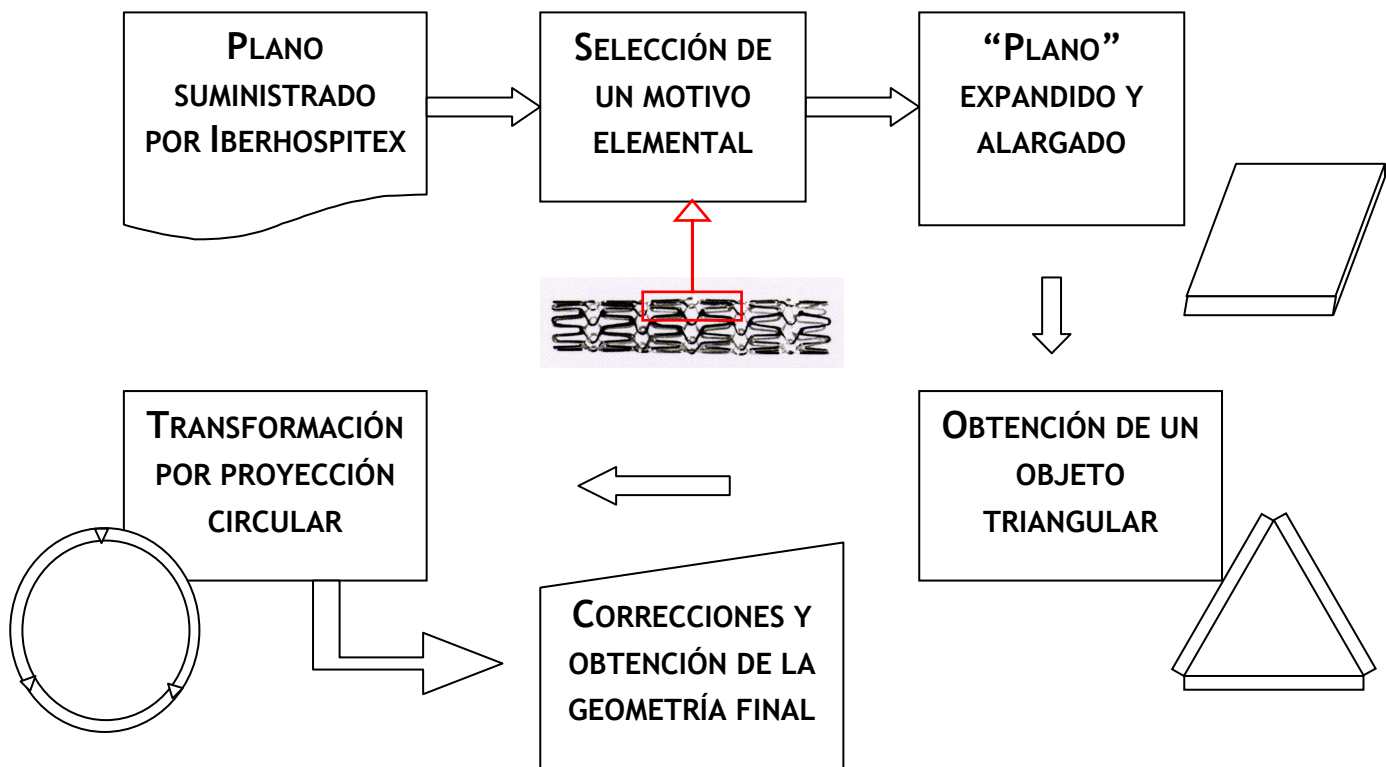 PLANO
SUMINISTRADO
POR IBERHOSPITEX
SELECCIÓN DE
UN MOTIVO
ELEMENTAL
“PLANO”
EXPANDIDO Y
ALARGADO
OBTENCIÓN DE UN
OBJETO
TRIANGULAR
TRANSFORMACIÓN
POR PROYECCIÓN
CIRCULAR
CORRECCIONES Y
OBTENCIÓN DE LA
GEOMETRÍA FINAL